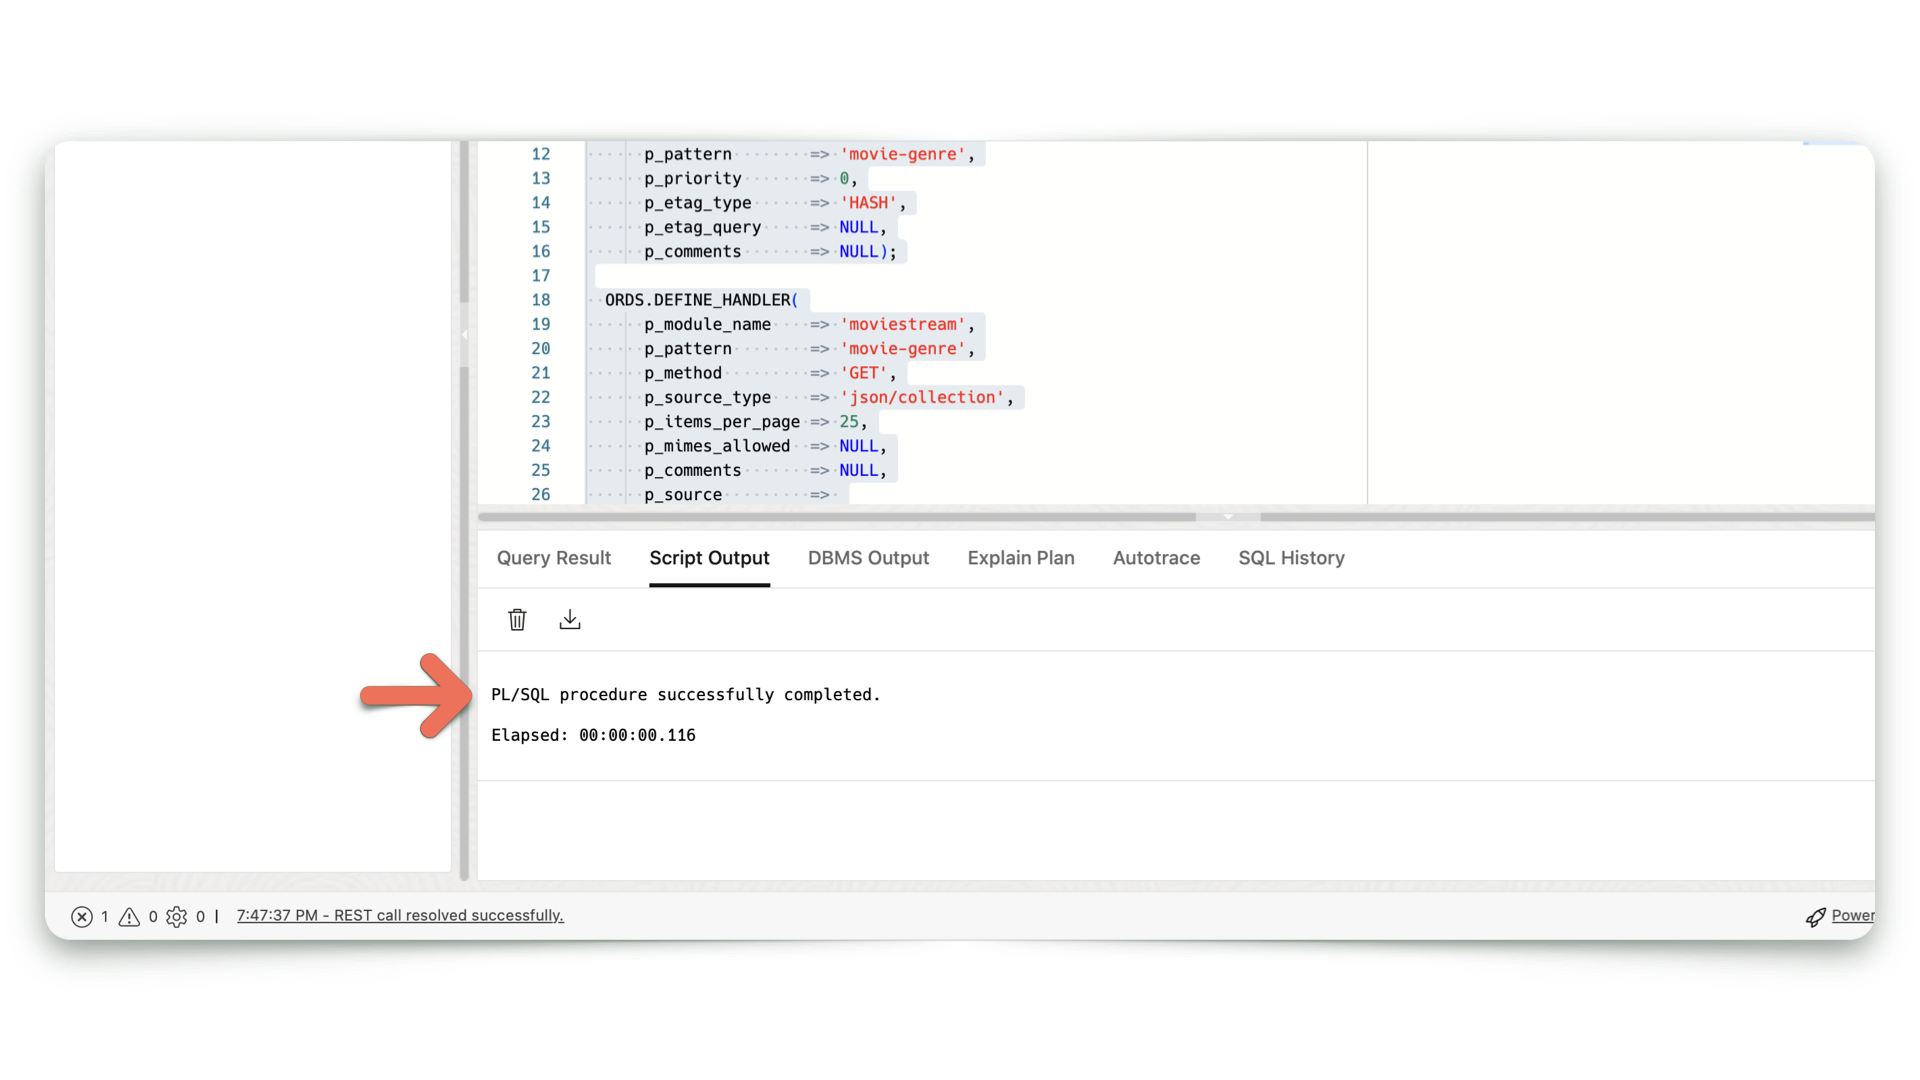 12 p_pattern => 'movie-genre',
13 p_priority => 0,
14 p_etag_type => 'HASH',
15 p_etag_query => NULL,
16 p_comments => NULL);
17
18 ORDS.DEFINE_HANDLER(
19 p_module_name => 'moviestream',
20 p_pattern => 'movie-genre',
21 p_method => 'GET',
22 p_source_type => 'json/collection',
23 p_items_per_page => 25,
24 p_mimes_allowed => NULL,
25 p_comments => NULL,
26 p_source =>
Query Result Script Output DBMS Output Explain Plan Autotrace SQL History
PL/SQL procedure successfully completed.
Elapsed: 00:00:00.116
1 0 0 | 7:47:37 PM - REST call resolved successfully. Power